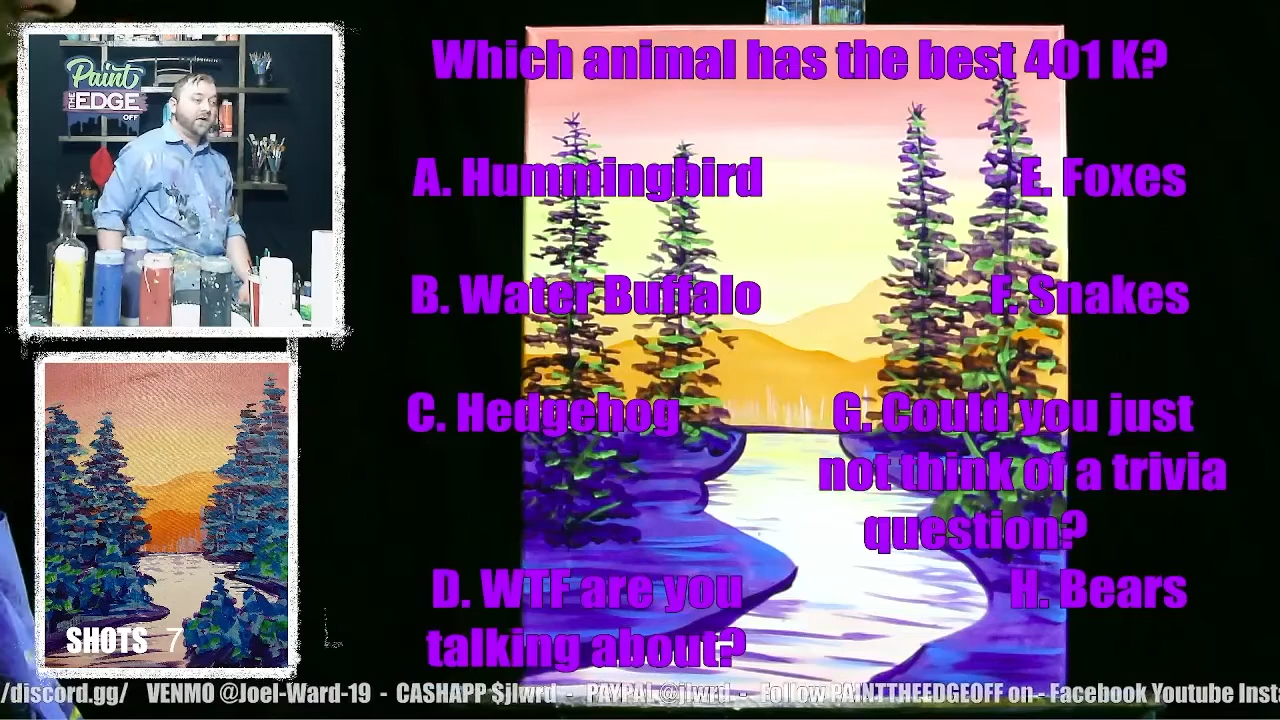 Paint
THE EDGE
OFF
Which animal has the best 401 K?
A. Hummingbird
E. Foxes
B. Water Buffalo
F. Snakes
C. Hedgehog
G. Could you just
not think of a trivia
question?
D. WTF are you
talking about?
H. Bears
SHOTS 7
/discord.gg/ VENMO @Joel-Ward-19 - CASHAPP $jlwrd - PAYPAL @jlwrd - Follow PAINTTHEEDGEOFF on - Facebook Youtube Inst